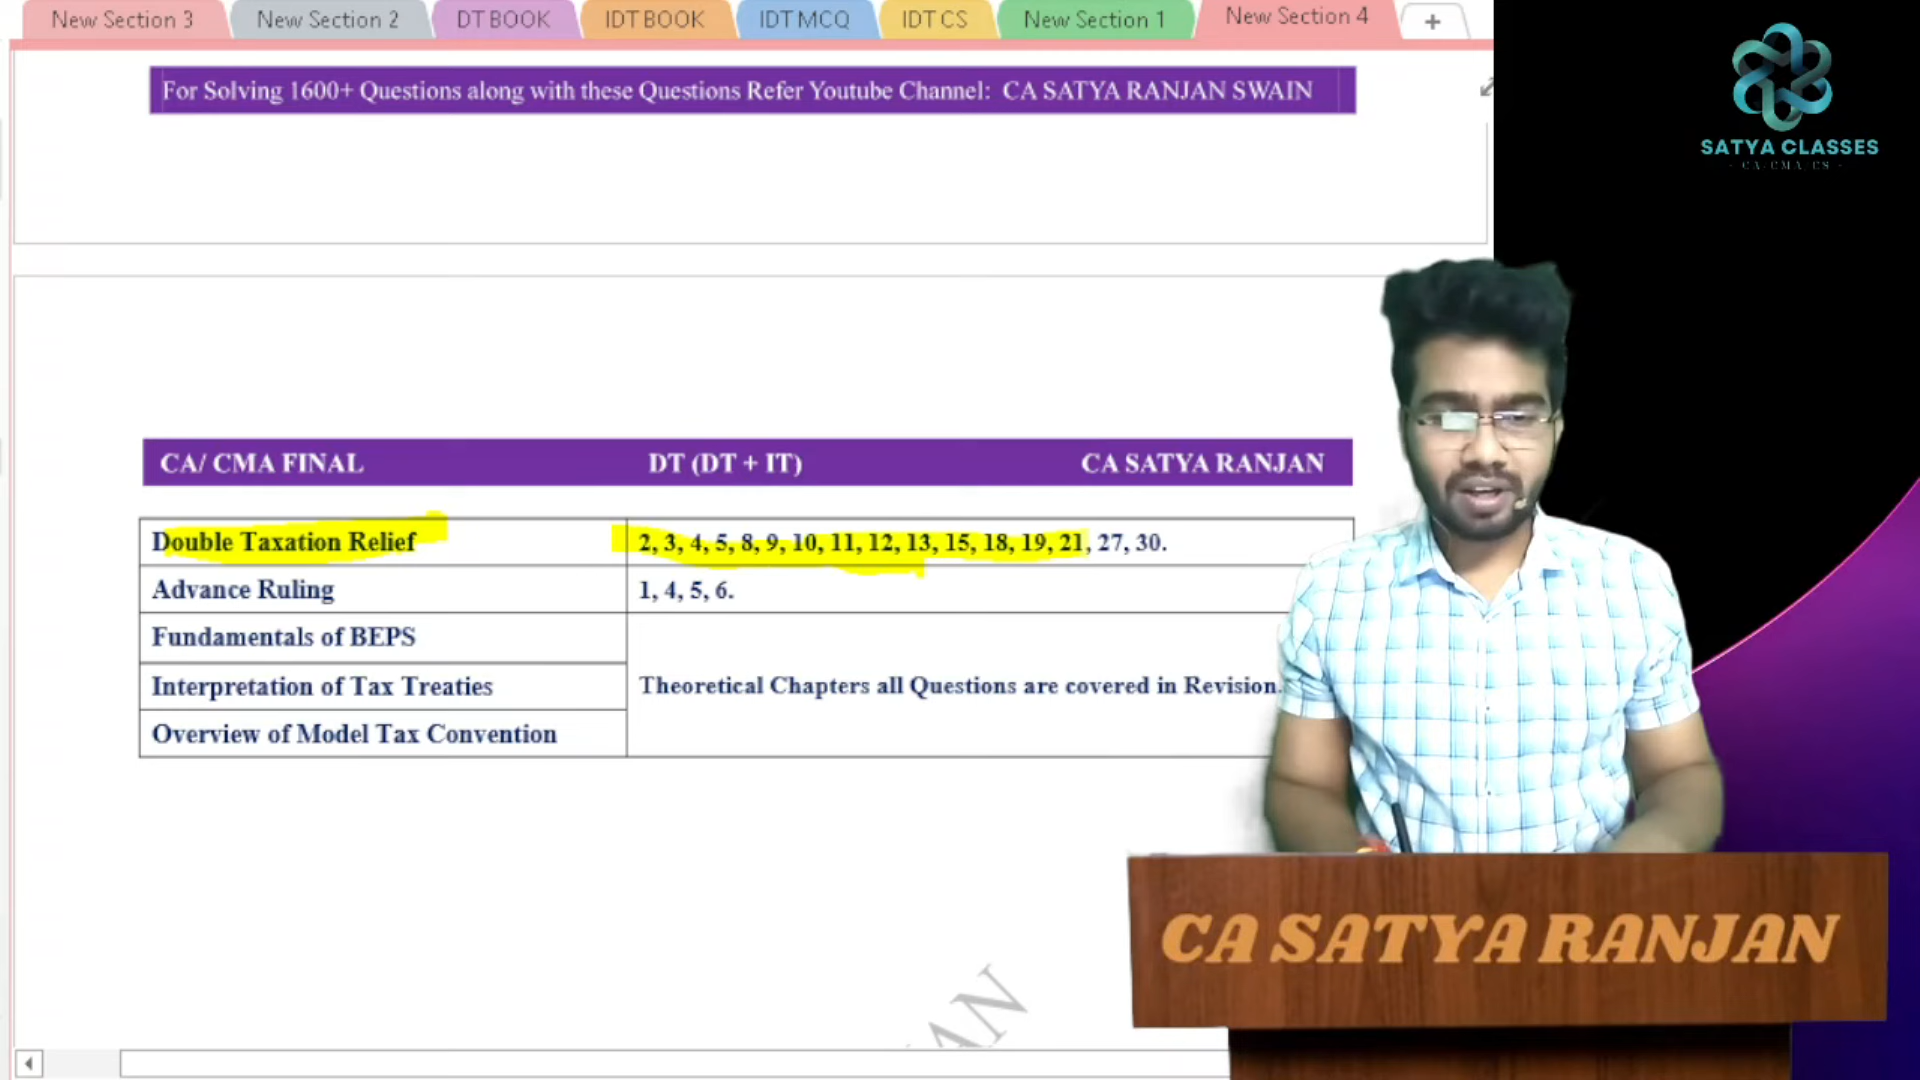 New Section 3 New Section 2 DT BOOK IDT BOOK IDT MCQ IDT CS New Section 1 New Section 4 +
For Solving 1600+ Questions along with these Questions Refer Youtube Channel: CA SATYA RANJAN SWAIN
SATYA CLASSES
- CA/CMA/CS -
CA/ CMA FINAL DT (DT + IT) CA SATYA RANJAN
Double Taxation Relief 2, 3, 4, 5, 8, 9, 10, 11, 12, 13, 15, 18, 19, 21, 27, 30.
Advance Ruling 1, 4, 5, 6.
Fundamentals of BEPS
Interpretation of Tax Treaties Theoretical Chapters all Questions are covered in Revision.
Overview of Model Tax Convention
CA SATYA RANJAN